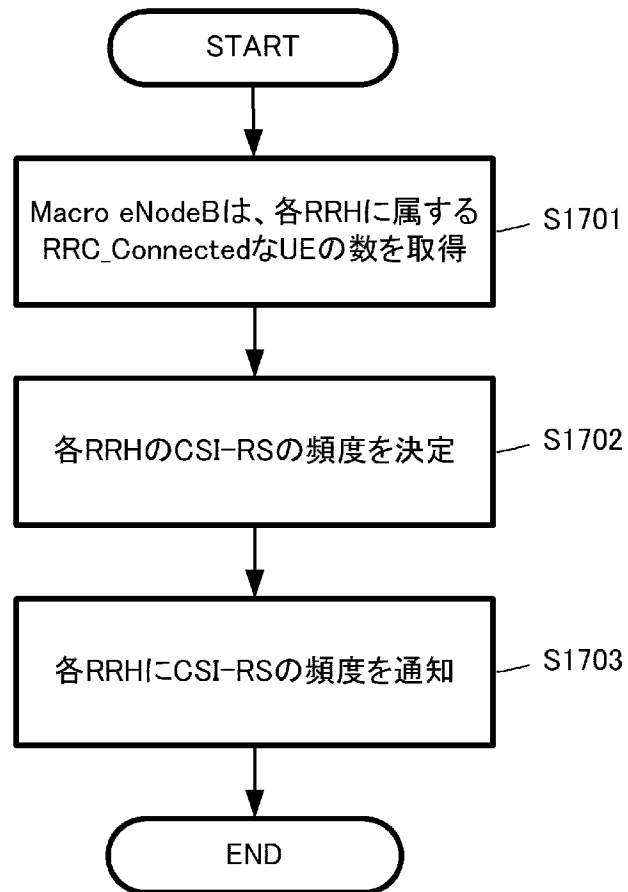 START
Macro eNodeBは、各RRHに属する
RRC_ConnectedなUEの数を取得
S1701
各RRHのCSI-RSの頻度を決定
S1702
各RRHにCSI-RSの頻度を通知
S1703
END